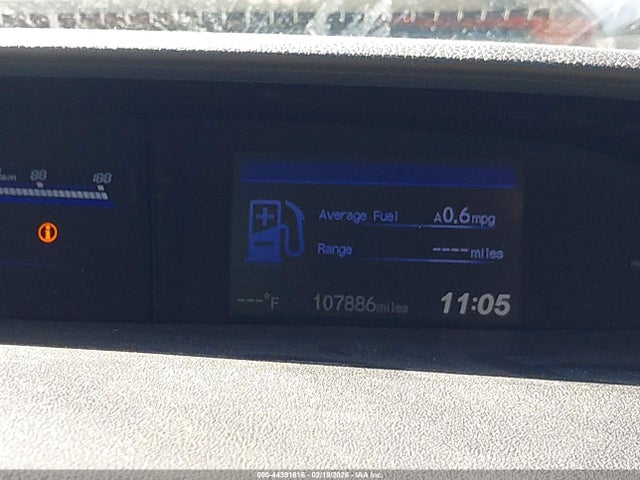 80 100
Average Fuel A0.6mpg
Range ----miles
---°F 107886miles 11:05
000-44391616 - 02/19/2026 - IAA Inc.